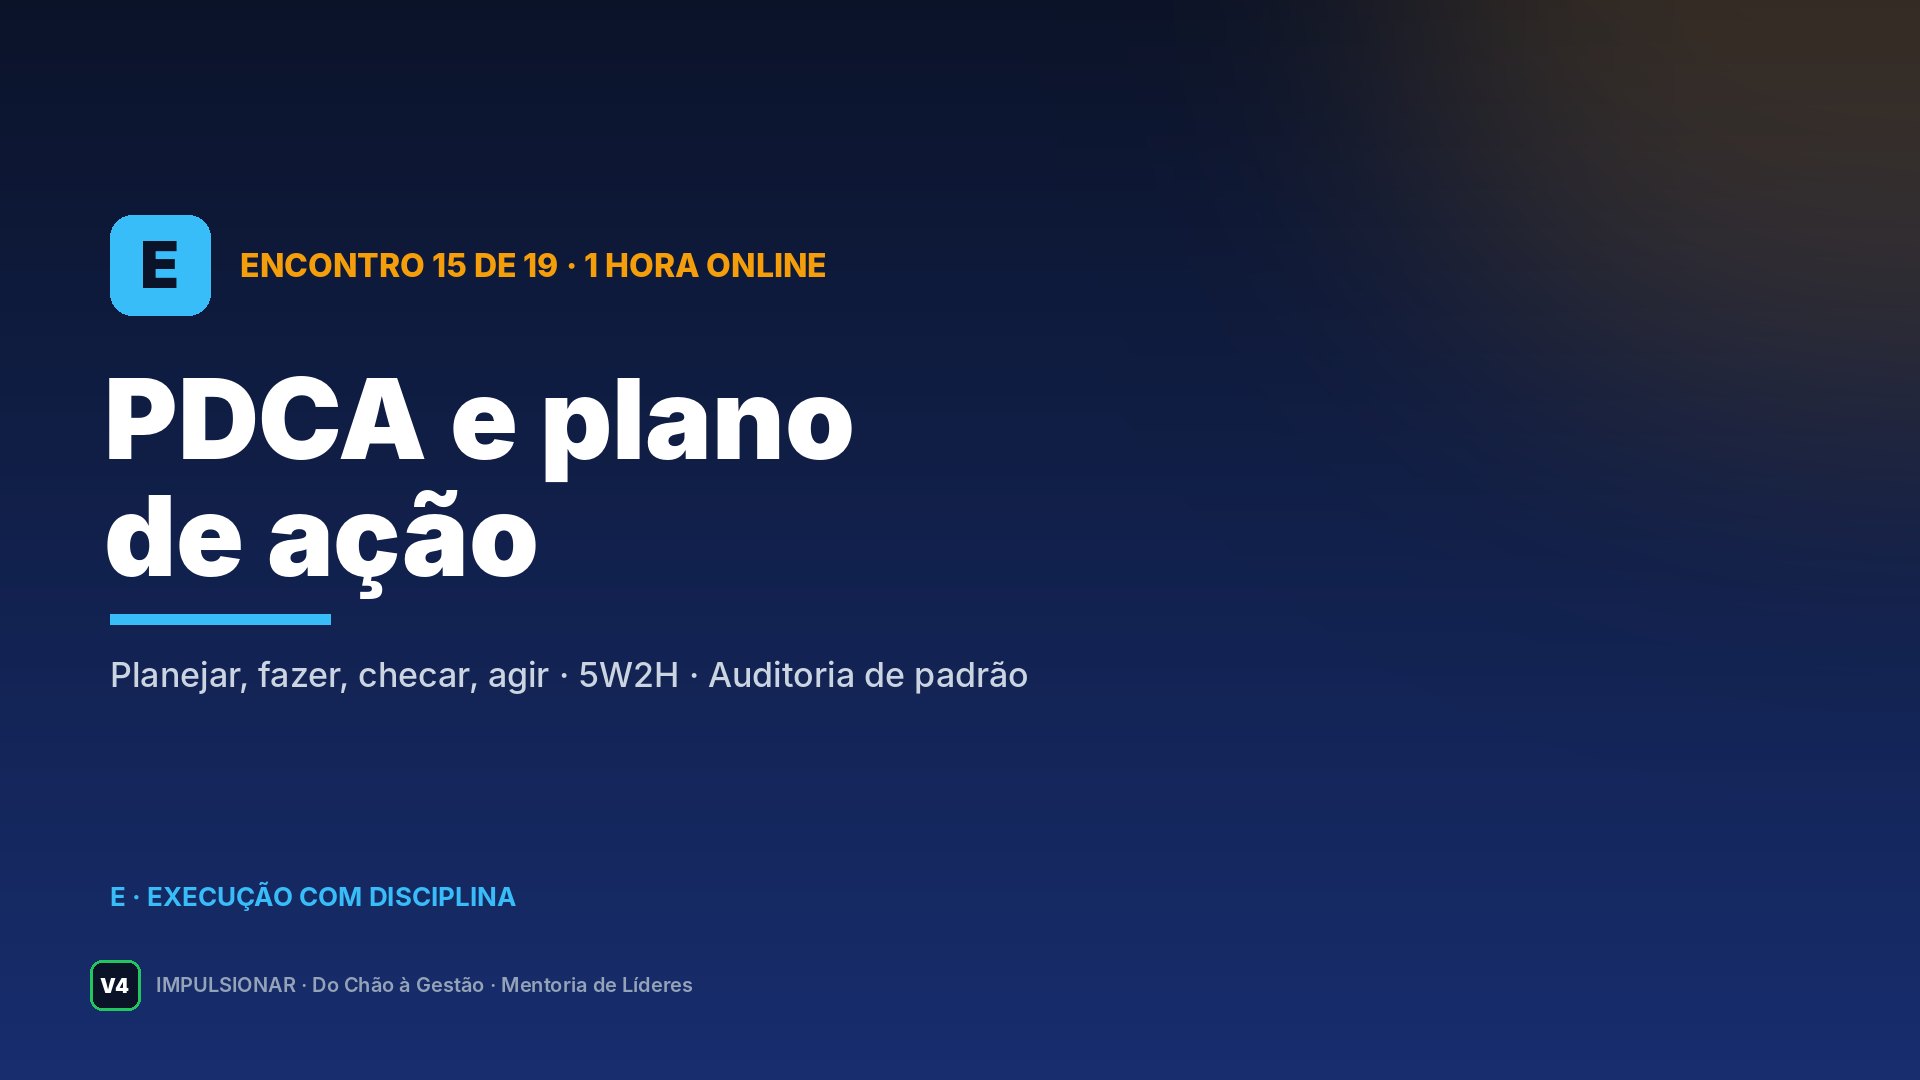 E
ENCONTRO 15 DE 19 · 1 HORA ONLINE
PDCA e plano
de ação
Planejar, fazer, checar, agir · 5W2H · Auditoria de padrão
E · EXECUÇÃO COM DISCIPLINA
V4
IMPULSIONAR · Do Chão à Gestão · Mentoria de Líderes